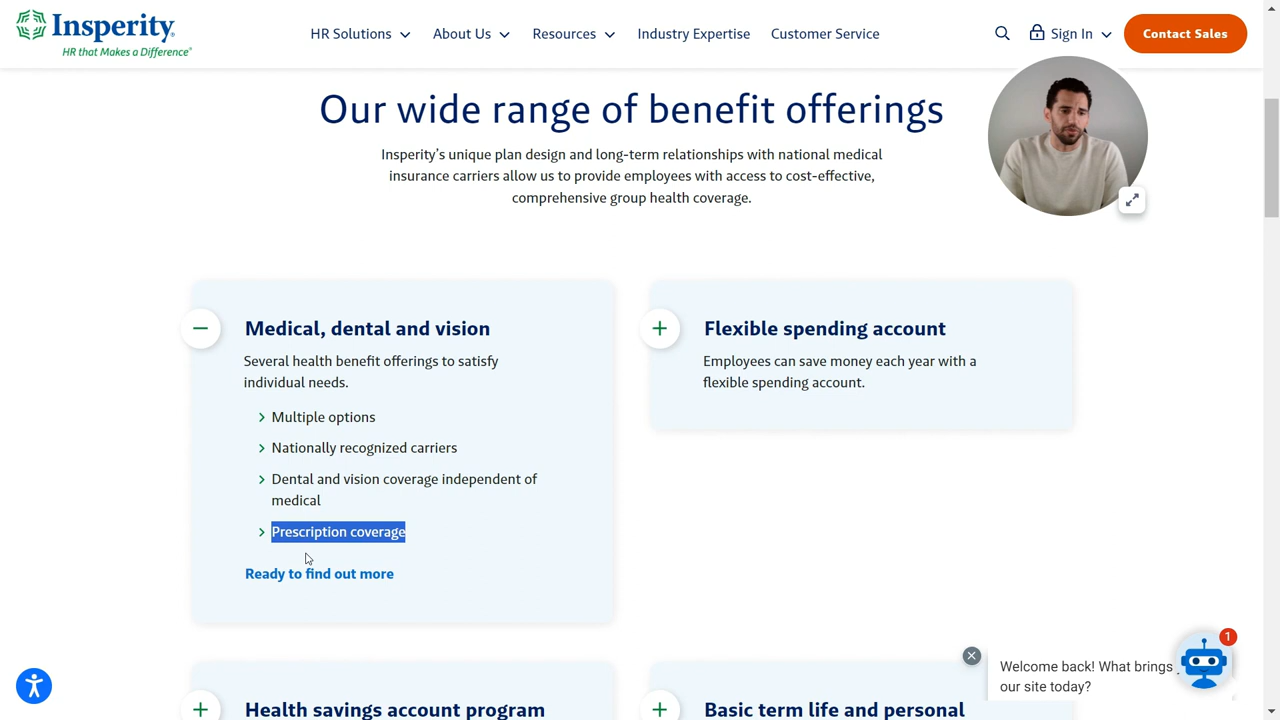 Insperity
HR that Makes a Difference®
HR Solutions
About Us
Resources
Industry Expertise
Customer Service
Sign In
Contact Sales
Our wide range of benefit offerings
Insperity's unique plan design and long-term relationships with national medical
insurance carriers allow us to provide employees with access to cost-effective,
comprehensive group health coverage.
Medical, dental and vision
Several health benefit offerings to satisfy
individual needs.
Multiple options
Nationally recognized carriers
Dental and vision coverage independent of
medical
Prescription coverage
Ready to find out more
Flexible spending account
Employees can save money each year with a
flexible spending account.
Health savings account program
Basic term life and personal
Welcome back! What brings
our site today?
1